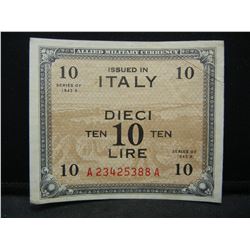 ALLIED MILITARY CURRENCY
10 ISSUED IN 10
ITALY
SERIES OF
1943 A
DIECI
TEN 10 TEN
LIRE
SERIES OF
1943 A
10 10
A 23425388 A